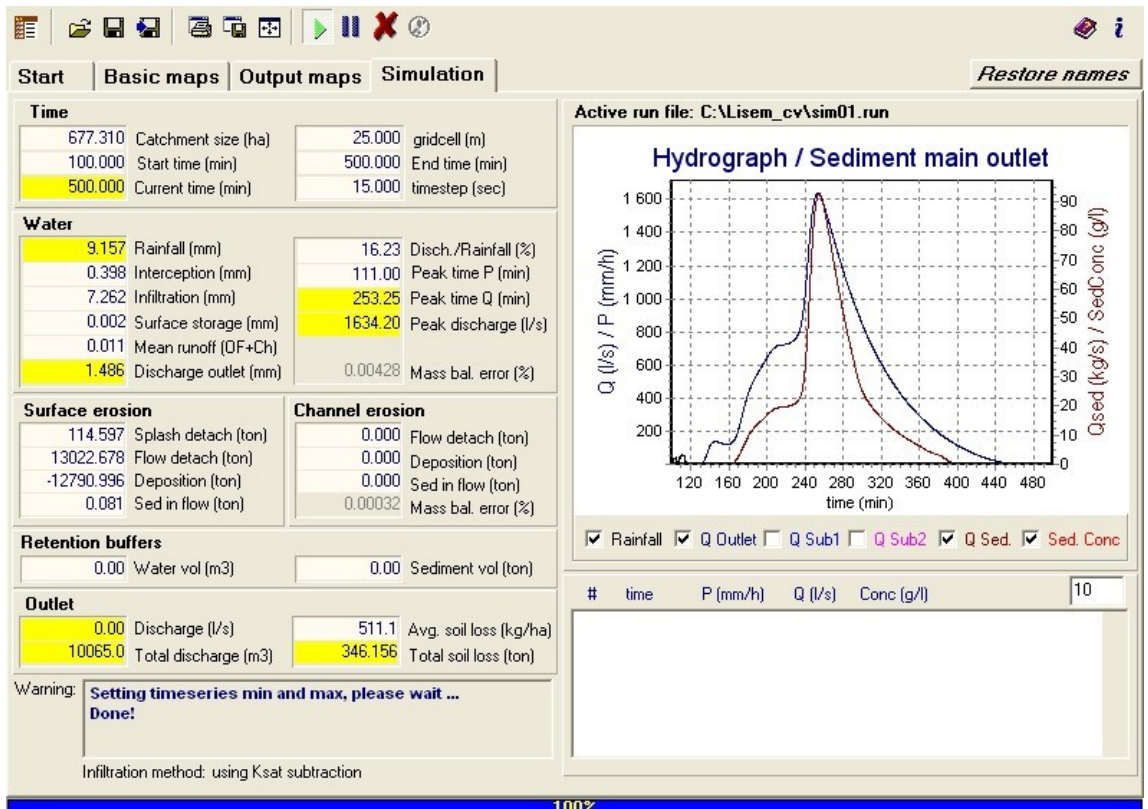 Start Basic maps Output maps Simulation Restore names
Time
677.310 Catchment size (ha) 25.000 gridcell (m)
100.000 Start time (min) 500.000 End time (min)
500.000 Current time (min) 15.000 timestep (sec)
Water
9.157 Rainfall (mm) 16.23 Disch./Rainfall (%)
0.398 Interception (mm) 111.00 Peak time P (min)
7.262 Infiltration (mm) 253.25 Peak time Q (min)
0.002 Surface storage (mm) 1634.20 Peak discharge (l/s)
0.011 Mean runoff (OF+Ch)
1.486 Discharge outlet (mm) 0.00428 Mass bal. error (%)
Surface erosion Channel erosion
114.597 Splash detach (ton) 0.000 Flow detach (ton)
13022.678 Flow detach (ton) 0.000 Deposition (ton)
-12790.996 Deposition (ton) 0.000 Sed in flow (ton)
0.081 Sed in flow (ton) 0.00032 Mass bal. error (%)
Retention buffers
0.00 Water vol (m3) 0.00 Sediment vol (ton)
Outlet
0.00 Discharge (l/s) 511.1 Avg. soil loss (kg/ha)
10065.0 Total discharge (m3) 346.156 Total soil loss (ton)
Warning: Setting timeseries min and max, please wait ...
Done!
Infiltration method: using Ksat subtraction
Active run file: C:\Lisem_cv\sim01.run
Hydrograph / Sediment main outlet
Q (l/s) / P (mm/h)
1 600
1 400
1 200
1 000
800
600
400
200
90
80
70
60
50
40
30
20
10
0
Qsed (kg/s) / SedConc (g/l)
120 160 200 240 280 320 360 400 440 480
time (min)
Rainfall Q Outlet Q Sub1 Q Sub2 Q Sed. Sed. Conc
# time P (mm/h) Q (l/s) Conc (g/l) 10
100%